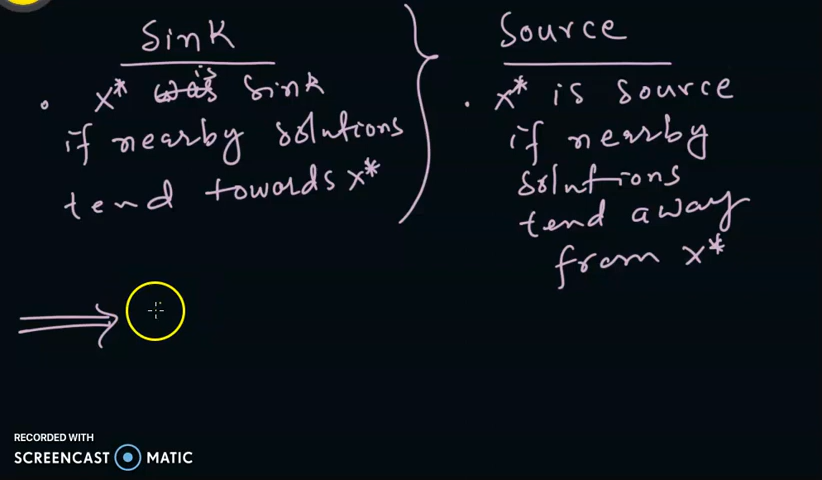 Sink
. x* is Sink
if nearby solutions
tend towards x*
Source
. x* is source
if nearby
solutions
tend away
from x*
RECORDED WITH
SCREENCAST MATIC